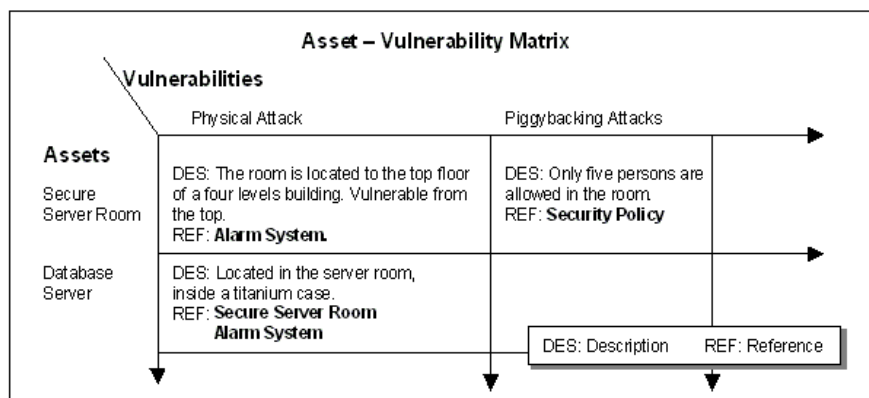 Asset – Vulnerability Matrix
Vulnerabilities
Physical Attack
Piggybacking Attacks
Assets
Secure
Server Room
DES: The room is located to the top floor
of a four levels building. Vulnerable from
the top.
REF: Alarm System.
DES: Only five persons are
allowed in the room.
REF: Security Policy
Database
Server
DES: Located in the server room,
inside a titanium case.
REF: Secure Server Room
Alarm System
DES: Description REF: Reference